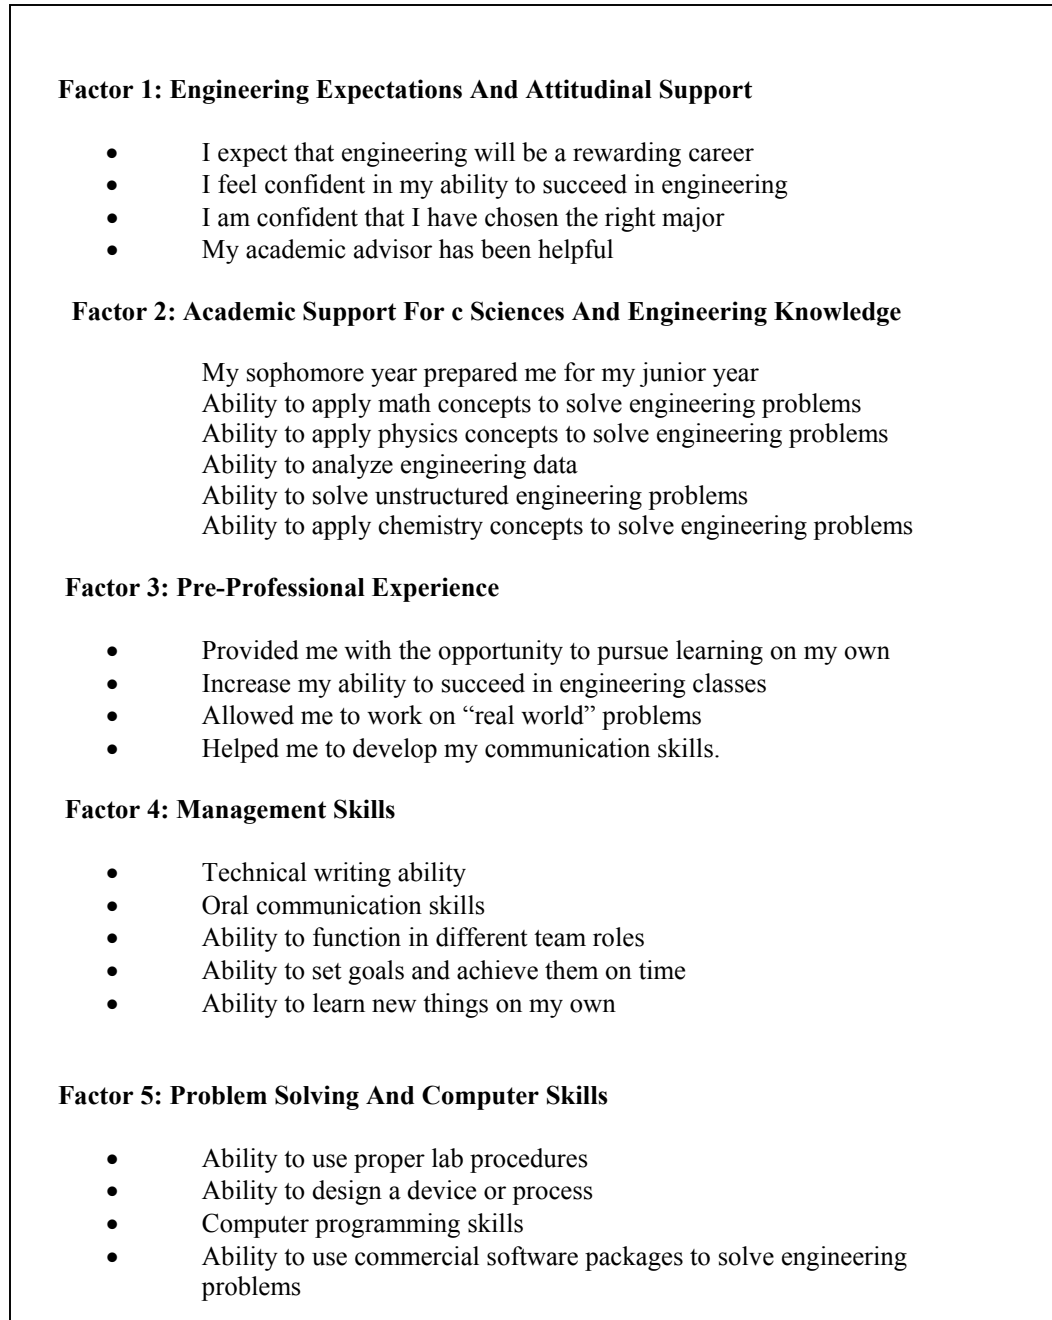 Factor 1: Engineering Expectations And Attitudinal Support
• I expect that engineering will be a rewarding career
• I feel confident in my ability to succeed in engineering
• I am confident that I have chosen the right major
• My academic advisor has been helpful
Factor 2: Academic Support For c Sciences And Engineering Knowledge
My sophomore year prepared me for my junior year
Ability to apply math concepts to solve engineering problems
Ability to apply physics concepts to solve engineering problems
Ability to analyze engineering data
Ability to solve unstructured engineering problems
Ability to apply chemistry concepts to solve engineering problems
Factor 3: Pre-Professional Experience
• Provided me with the opportunity to pursue learning on my own
• Increase my ability to succeed in engineering classes
• Allowed me to work on “real world” problems
• Helped me to develop my communication skills.
Factor 4: Management Skills
• Technical writing ability
• Oral communication skills
• Ability to function in different team roles
• Ability to set goals and achieve them on time
• Ability to learn new things on my own
Factor 5: Problem Solving And Computer Skills
• Ability to use proper lab procedures
• Ability to design a device or process
• Computer programming skills
• Ability to use commercial software packages to solve engineering
problems